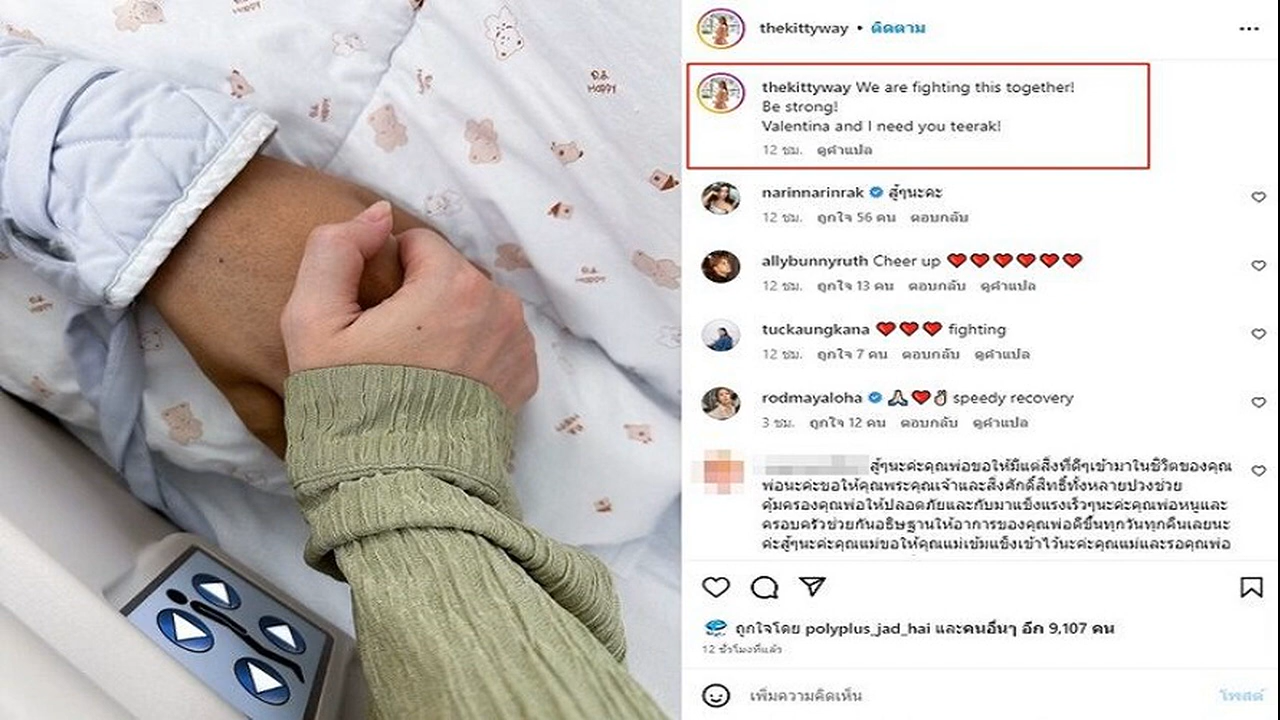 thekittyway • ติดตาม
thekittyway We are fighting this together!
Be strong!
Valentina and I need you teerak!
12 ชม. ดูคำแปล
narinnarinrak สู้ๆนะคะ
12 ชม. ถูกใจ 56 คน ตอบกลับ
allybunnyruth Cheer up ❤️❤️❤️❤️❤️❤️
12 ชม. ถูกใจ 13 คน ตอบกลับ ดูคำแปล
tuckaungkana ❤️❤️❤️ fighting
12 ชม. ถูกใจ 7 คน ตอบกลับ ดูคำแปล
rodmayaloha 🙏🏻❤️👌🏻 speedy recovery
3 ชม. ถูกใจ 12 คน ตอบกลับ ดูคำแปล
สู้ๆนะค่ะคุณพ่อขอให้มีแต่สิ่งที่ดีๆเข้ามาในชีวิตของคุณ
พ่อนะค่ะขอให้คุณพระคุณเจ้าและสิ่งศักดิ์สิทธิ์ทั้งหลายปวงช่วย
คุ้มครองคุณพ่อให้ปลอดภัยและกับมาแข็งแรงเร็วๆนะค่ะคุณพ่อหนูและ
ครอบครัวช่วยกันอธิษฐานให้อาการของคุณพ่อดีขึ้นทุกวันทุกคืนเลยนะ
ค่ะสู้ๆนะค่ะคุณแม่ขอให้คุณแม่เข้มแข็งเข้าไว้นะค่ะคุณแม่และรอคุณพ่อ
ถูกใจโดย polyplus_jad_hai และคนอื่นๆ อีก 9,107 คน
12 ชั่วโมงที่แล้ว
เพิ่มความคิดเห็น
โพสต์
HAPPY
HAPPY